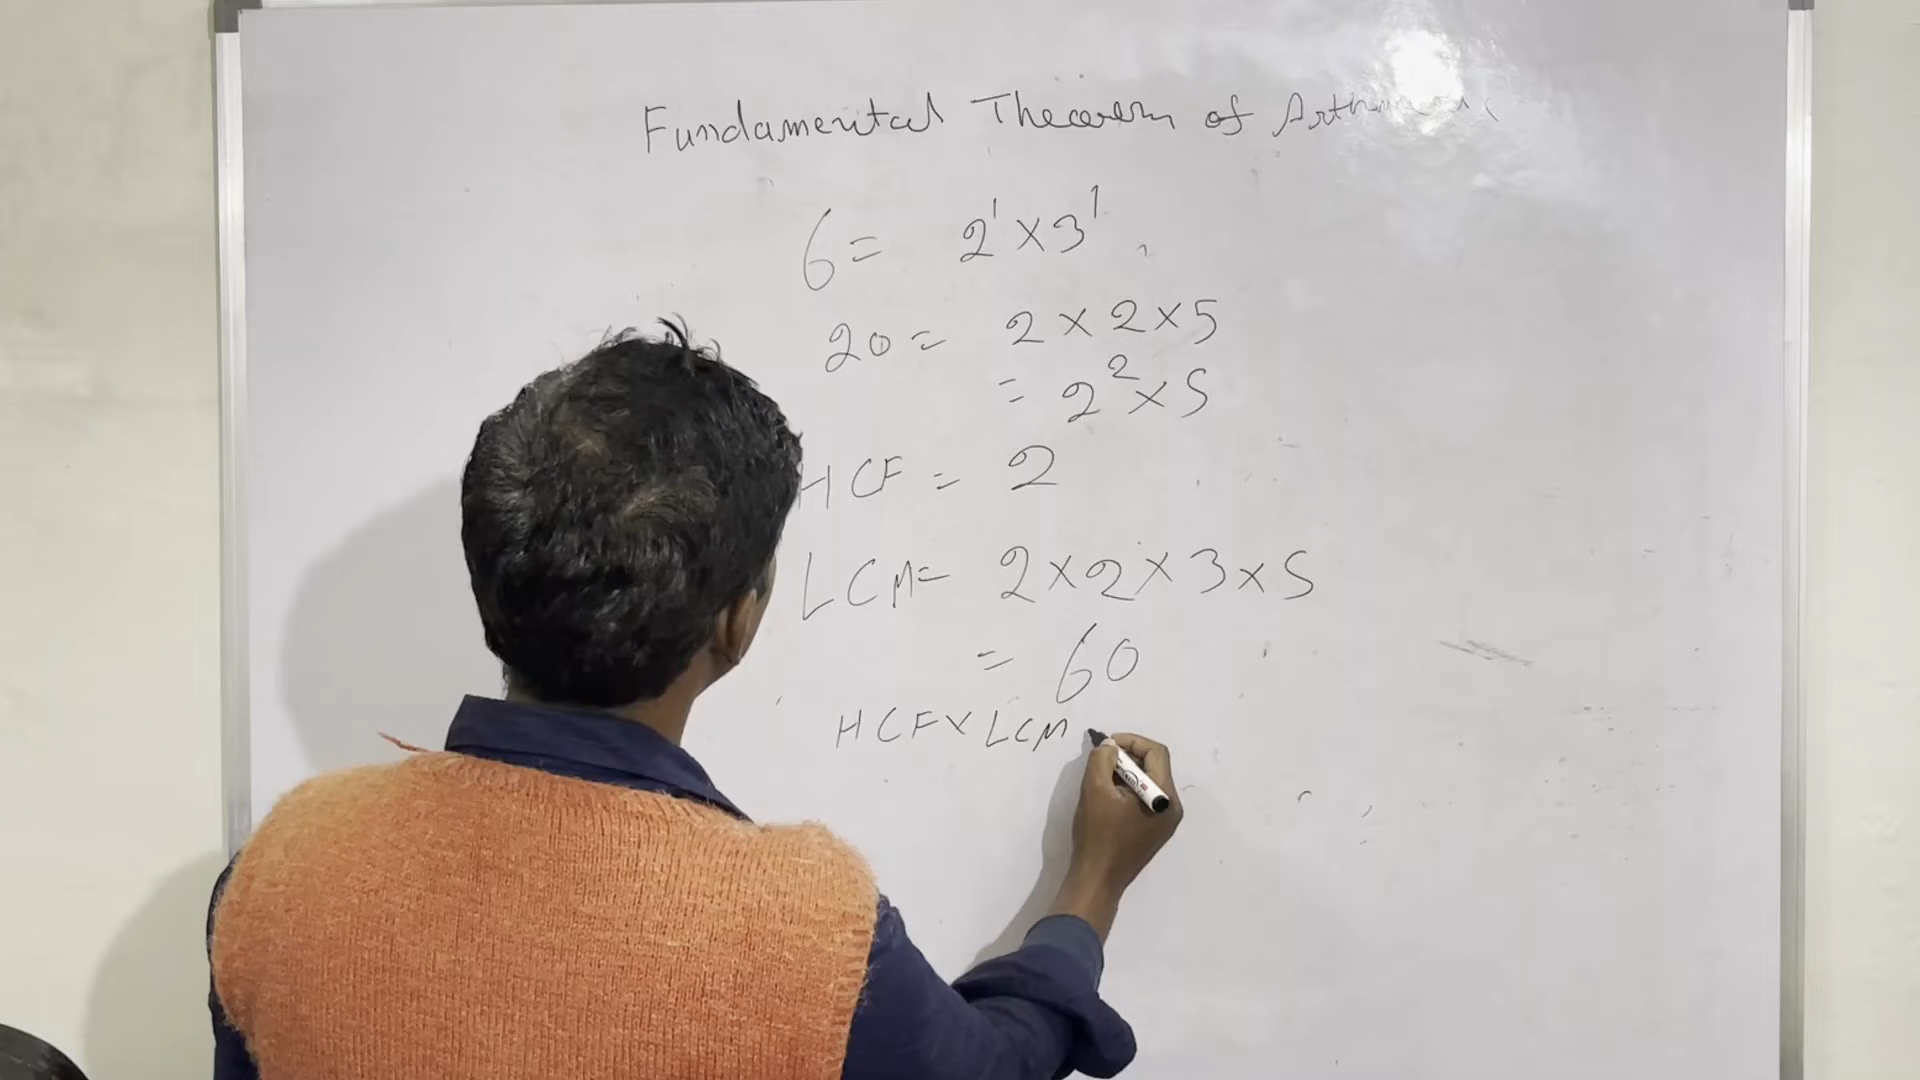 Fundamental Theorem of
6 = 2¹ × 3¹
20 = 2 × 2 × 5
= 2² × 5
HCF = 2
LCM = 2 × 2 × 3 × 5
= 60
HCF × LCM